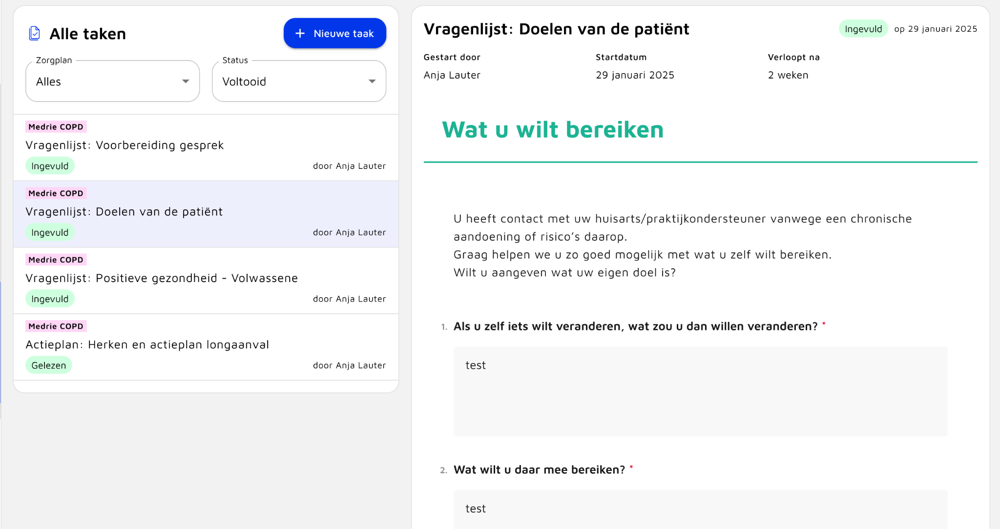 Alle taken
+ Nieuwe taak
Zorgplan
Alles
Status
Voltooid
Medrie COPD
Vragenlijst: Voorbereiding gesprek
Ingevuld
door Anja Lauter
Medrie COPD
Vragenlijst: Doelen van de patiënt
Ingevuld
door Anja Lauter
Medrie COPD
Vragenlijst: Positieve gezondheid - Volwassene
Ingevuld
door Anja Lauter
Medrie COPD
Actieplan: Herken en actieplan longaanval
Gelezen
door Anja Lauter
Vragenlijst: Doelen van de patiënt
Ingevuld op 29 januari 2025
Gestart door
Anja Lauter
Startdatum
29 januari 2025
Verloopt na
2 weken
Wat u wilt bereiken
U heeft contact met uw huisarts/praktijkondersteuner vanwege een chronische
aandoening of risico’s daarop.
Graag helpen we u zo goed mogelijk met wat u zelf wilt bereiken.
Wilt u aangeven wat uw eigen doel is?
1. Als u zelf iets wilt veranderen, wat zou u dan willen veranderen? *
test
2. Wat wilt u daar mee bereiken? *
test